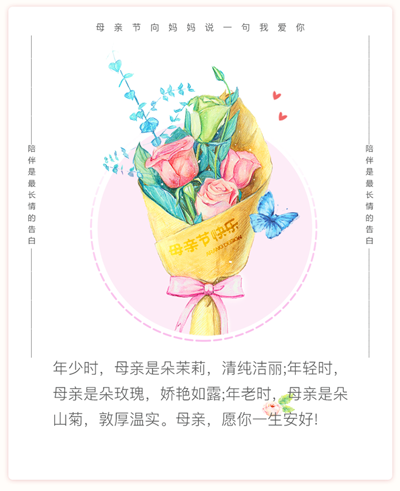 母亲节向妈妈说一句我爱你
陪伴是最长情的告白
陪伴是最长情的告白
母亲节快乐
年少时，母亲是朵茉莉，清纯洁丽;年轻时，
母亲是朵玫瑰，娇艳如露;年老时，母亲是朵
山菊，敦厚温实。母亲，愿你一生安好!